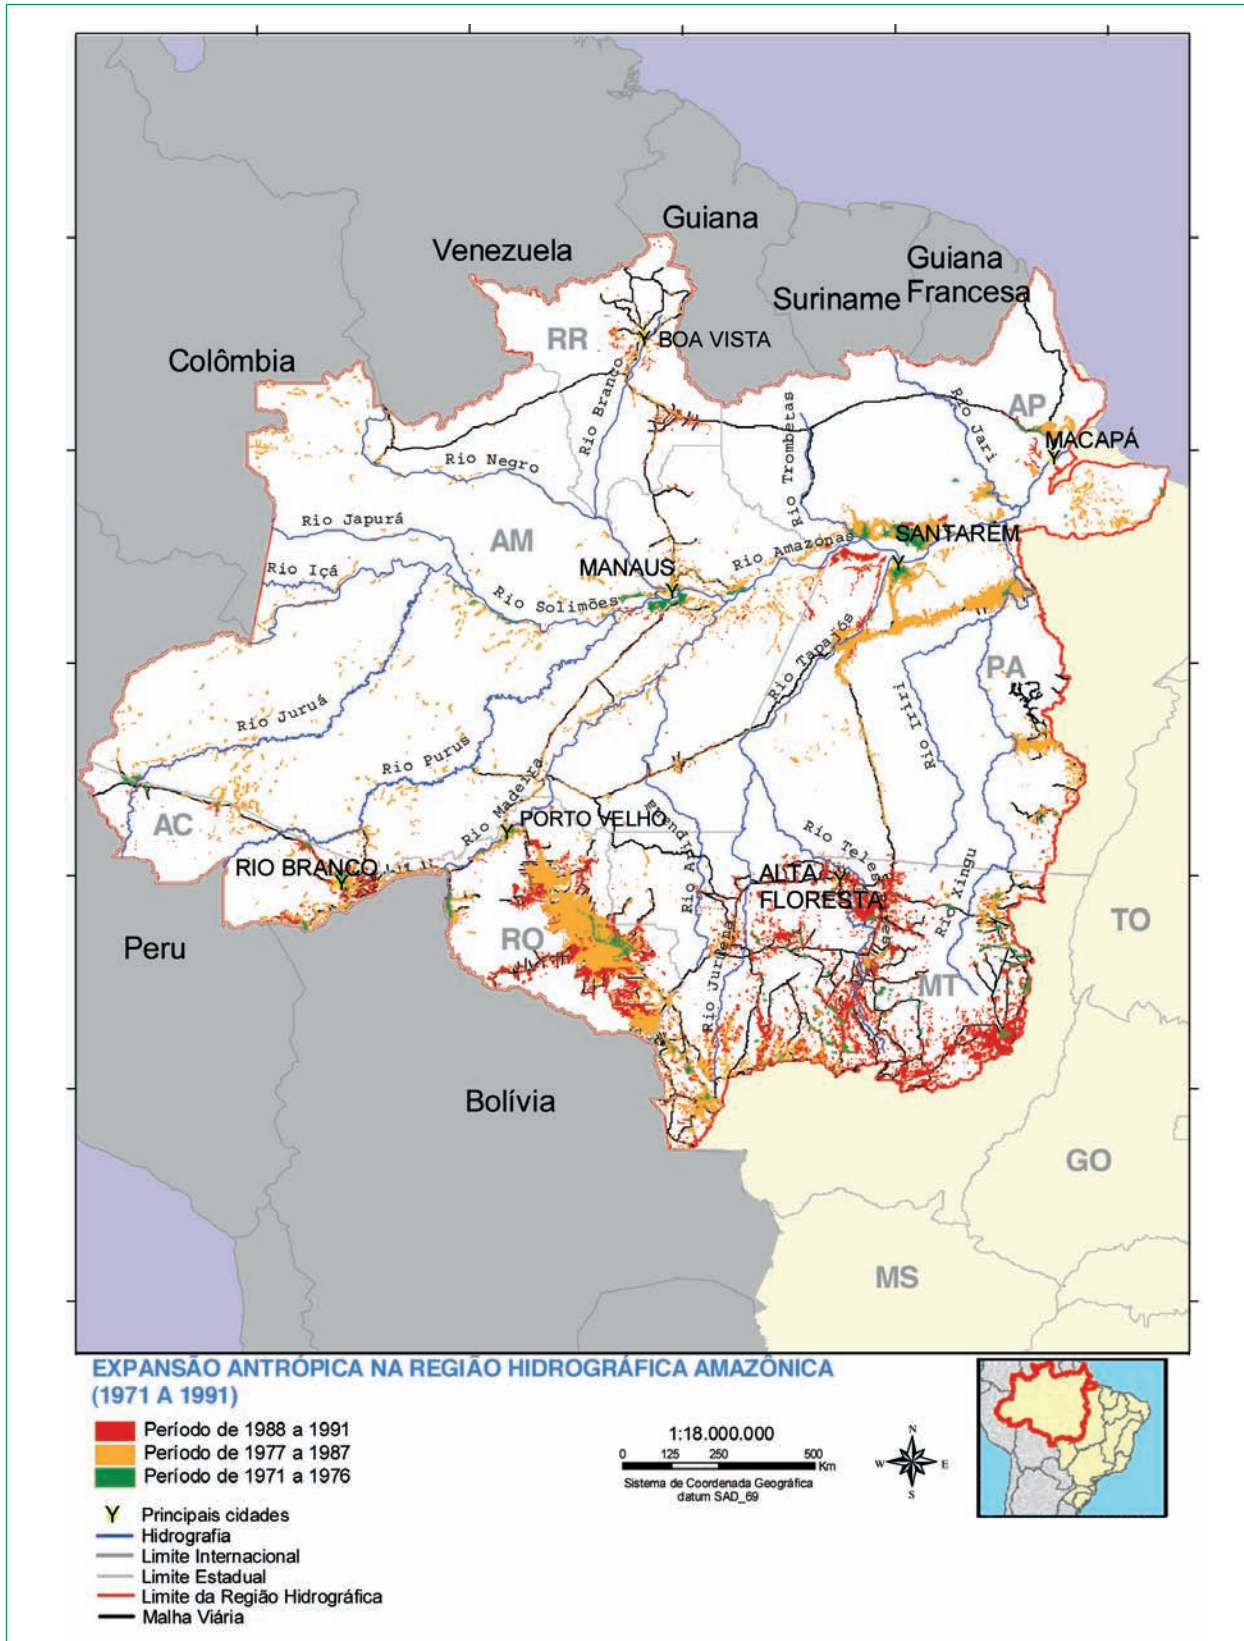 Guiana
Venezuela
Guiana
Francesa
Suriname
RR
BOA VISTA
Colômbia
Rio Branco
Rio Trombetas
Rio Jari
AP
MACAPÁ
Rio Negro
Rio Japurá
AM
Rio Amazonas
SANTAREM
Rio Içá
MANAUS
Rio Solimões
Rio Tapajós
PA
Rio Iriri
Rio Juruá
Rio Purus
Rio Madeira
AC
PORTO VELHO
RIO BRANCO
Rio Teles
ALTA
FLORESTA
Rio Xingu
TO
Peru
RO
Rio Juruena
MT
Bolívia
GO
MS
EXPANSÃO ANTRÓPICA NA REGIÃO HIDROGRÁFICA AMAZÔNICA
(1971 A 1991)
Período de 1988 a 1991
Período de 1977 a 1987
Período de 1971 a 1976
Principais cidades
Hidrografia
Limite Internacional
Limite Estadual
Limite da Região Hidrográfica
Malha Viária
1:18.000.000
0 125 250 500
Km
Sistema de Coordenada Geográfica
datum SAD_69
N
W E
S